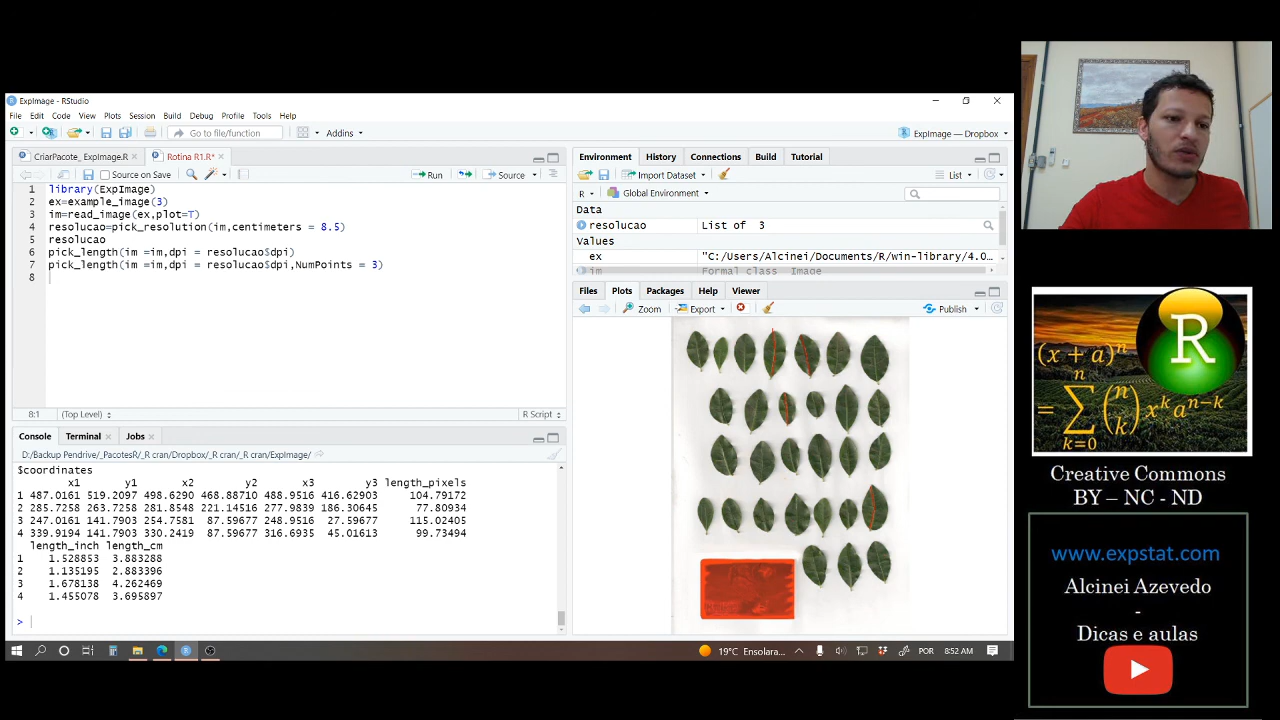 ExpImage - RStudio
File Edit Code View Plots Session Build Debug Profile Tools Help
Go to file/function
Addins
ExpImage — Dropbox
CriarPacote_ ExpImage.R
Rotina R1.R*
Source on Save
Run
Source
1 library(ExpImage)
2 ex=example_image(3)
3 im=read_image(ex,plot=T)
4 resolucao=pick_resolution(im,centimeters = 8.5)
5 resolucao
6 pick_length(im =im,dpi = resolucao$dpi)
7 pick_length(im =im,dpi = resolucao$dpi,NumPoints = 3)
8
8:1 (Top Level) R Script
Console Terminal Jobs
D:/Backup Pendrive/_PacotesR/_R cran/Dropbox/_R cran/_R cran/ExpImage/
$coordinates
x1 y1 x2 y2 x3 y3 length_pixels
1 487.0161 519.2097 498.6290 468.88710 488.9516 416.62903 104.79172
2 285.7258 263.7258 281.8548 221.14516 277.9839 186.30645 77.80934
3 247.0161 141.7903 254.7581 87.59677 248.9516 27.59677 115.02405
4 339.9194 141.7903 330.2419 87.59677 316.6935 45.01613 99.73494
length_inch length_cm
1 1.528853 3.883288
2 1.135195 2.883396
3 1.678138 4.262469
4 1.455078 3.695897
>
Environment History Connections Build Tutorial
Import Dataset
List
R Global Environment
Data
resolucao List of 3
Values
ex "C:/Users/Alcinei/Documents/R/win-library/4.0…
im Formal class Image
Files Plots Packages Help Viewer
Zoom Export Publish
19°C Ensolara... POR 8:52 AM
(x + a)ⁿ
= ∑ n k=0 (n k) xᵏaⁿ⁻ᵏ
R
Creative Commons
BY – NC - ND
www.expstat.com
Alcinei Azevedo
-
Dicas e aulas